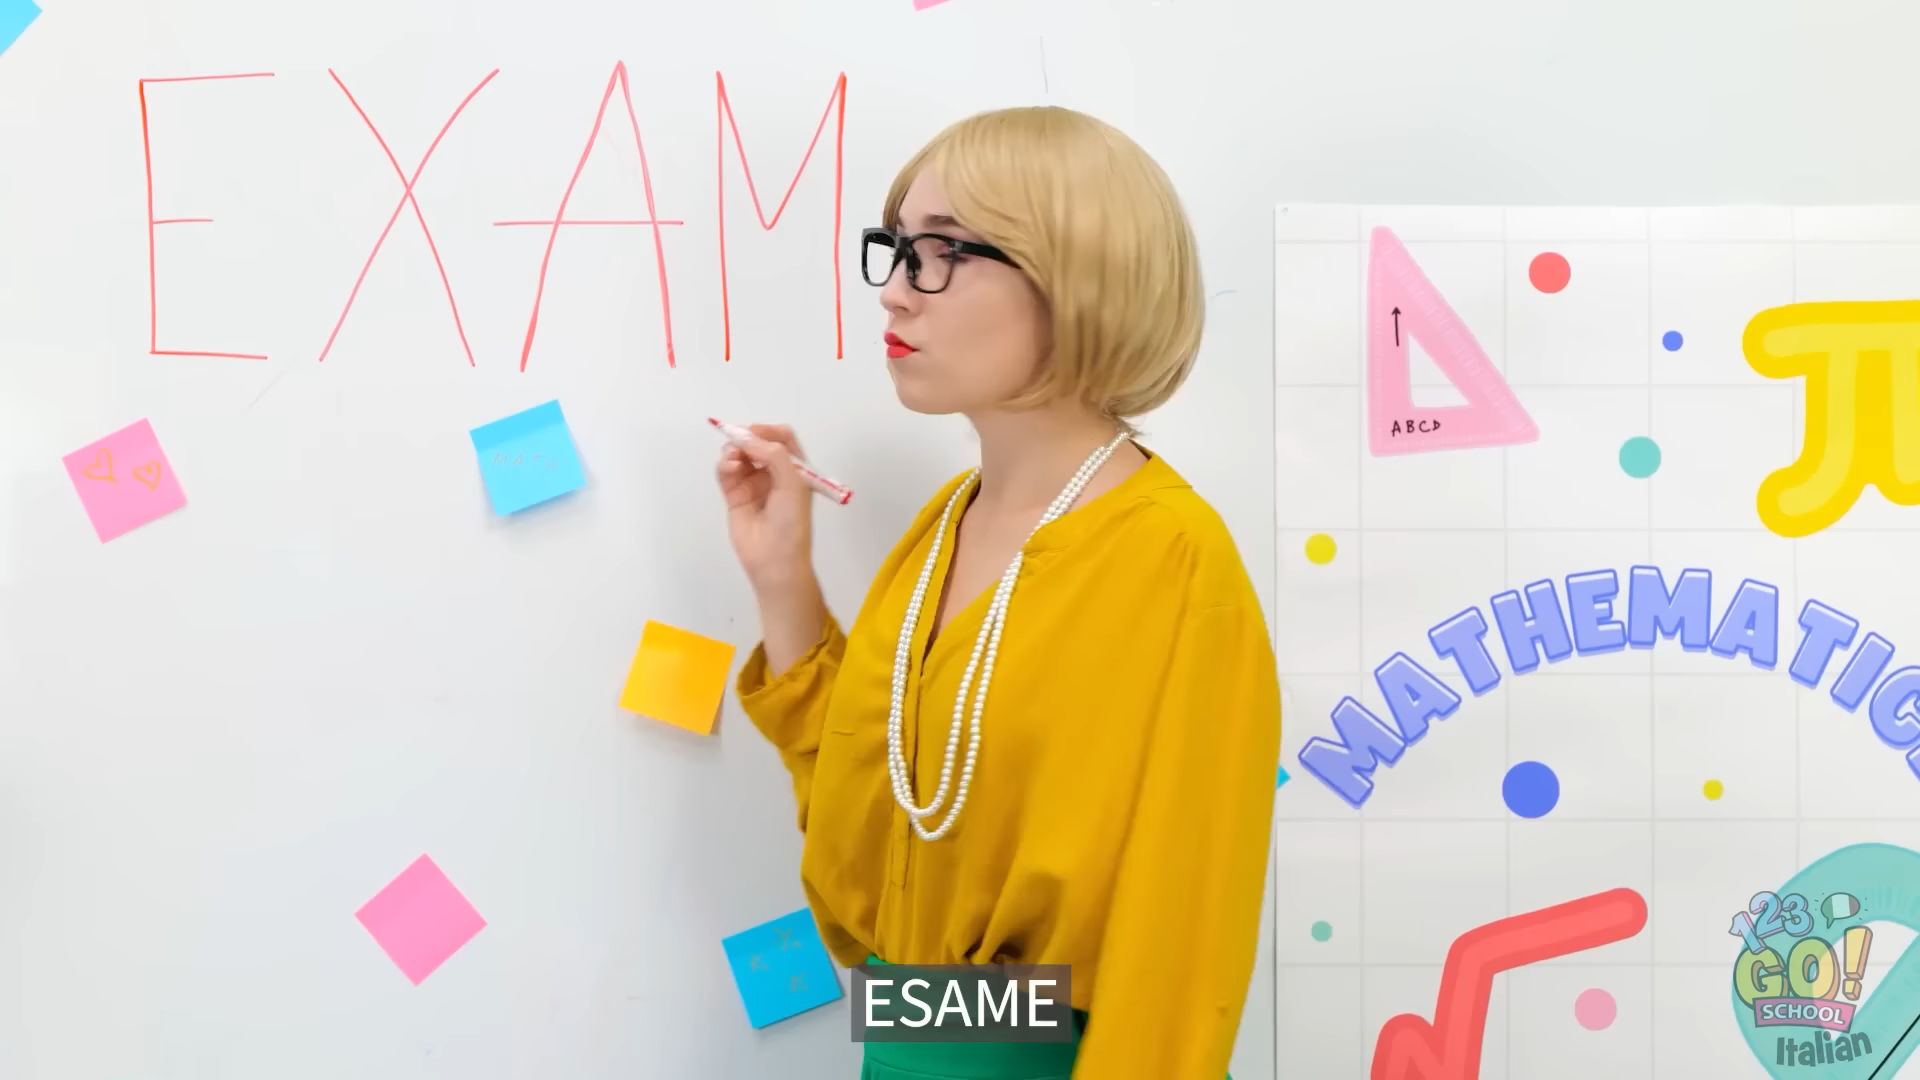 EXAM
ABCD
MATHEMATIC
ESAME
123
GO!
SCHOOL
Italian